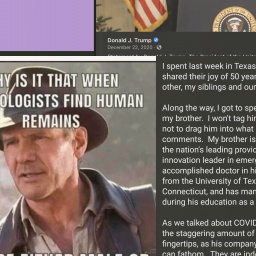 Donald J. Trump
December 22, 2020
HY IS IT THAT WHEN
OLOGISTS FIND HUMAN
REMAINS
I spent last week in Texas
shared their joy of 50 year
other, my siblings and our
Along the way, I got to spe
my brother. I won't tag hi
not to drag him into what
comments. My brother is
the nation's leading provid
innovation leader in emerg
accomplished doctor in hi
from the University of Tex
Connecticut, and has man
during his education as a
As we talked about COVID
the staggering amount of
fingertips, as his company
can fathom. They are inde